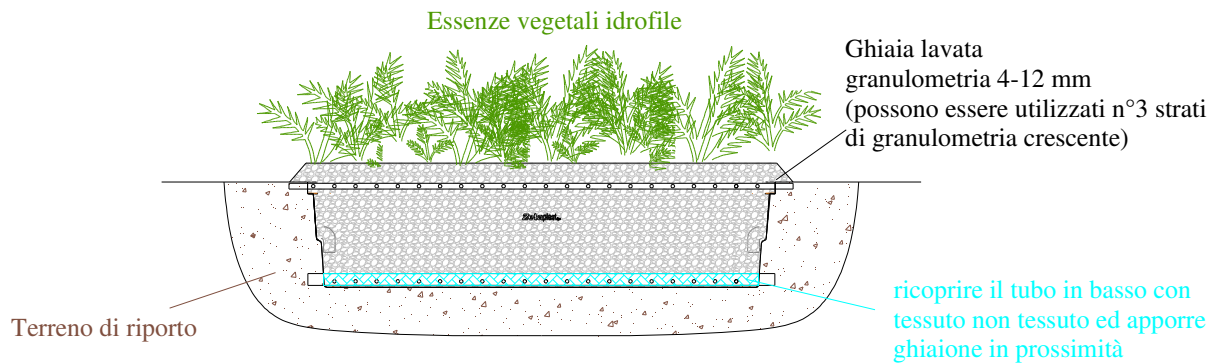 Essenze vegetali idrofile
Ghiaia lavata
granulometria 4-12 mm
(possono essere utilizzati n°3 strati
di granulometria crescente)
Terreno di riporto
ricoprire il tubo in basso con
tessuto non tessuto ed apporre
ghiaione in prossimità